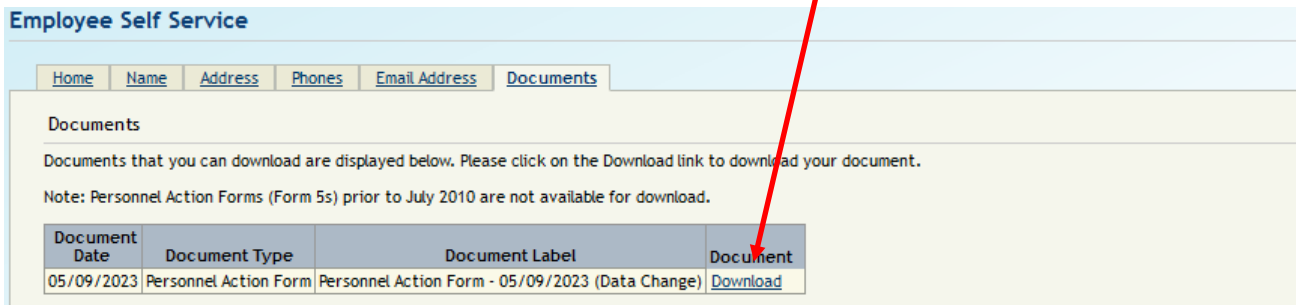 Employee Self Service
Home Name Address Phones Email Address Documents
Documents
Documents that you can download are displayed below. Please click on the Download link to download your document.
Note: Personnel Action Forms (Form 5s) prior to July 2010 are not available for download.
Document Date Document Type Document Label Document
05/09/2023 Personnel Action Form Personnel Action Form - 05/09/2023 (Data Change) Download